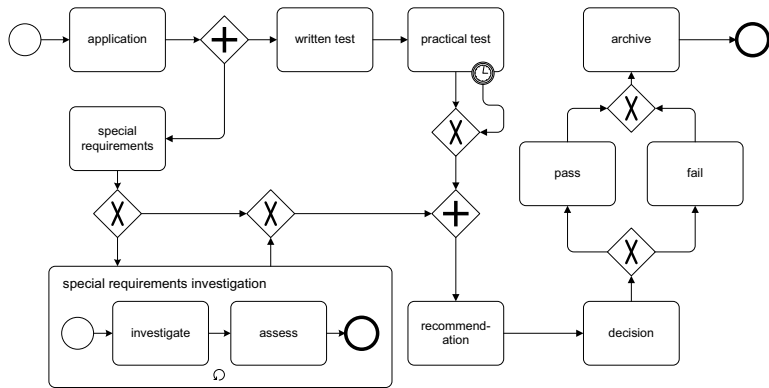 application
written test
practical test
archive
special
requirements
pass
fail
special requirements investigation
investigate
assess
recommend-
ation
decision